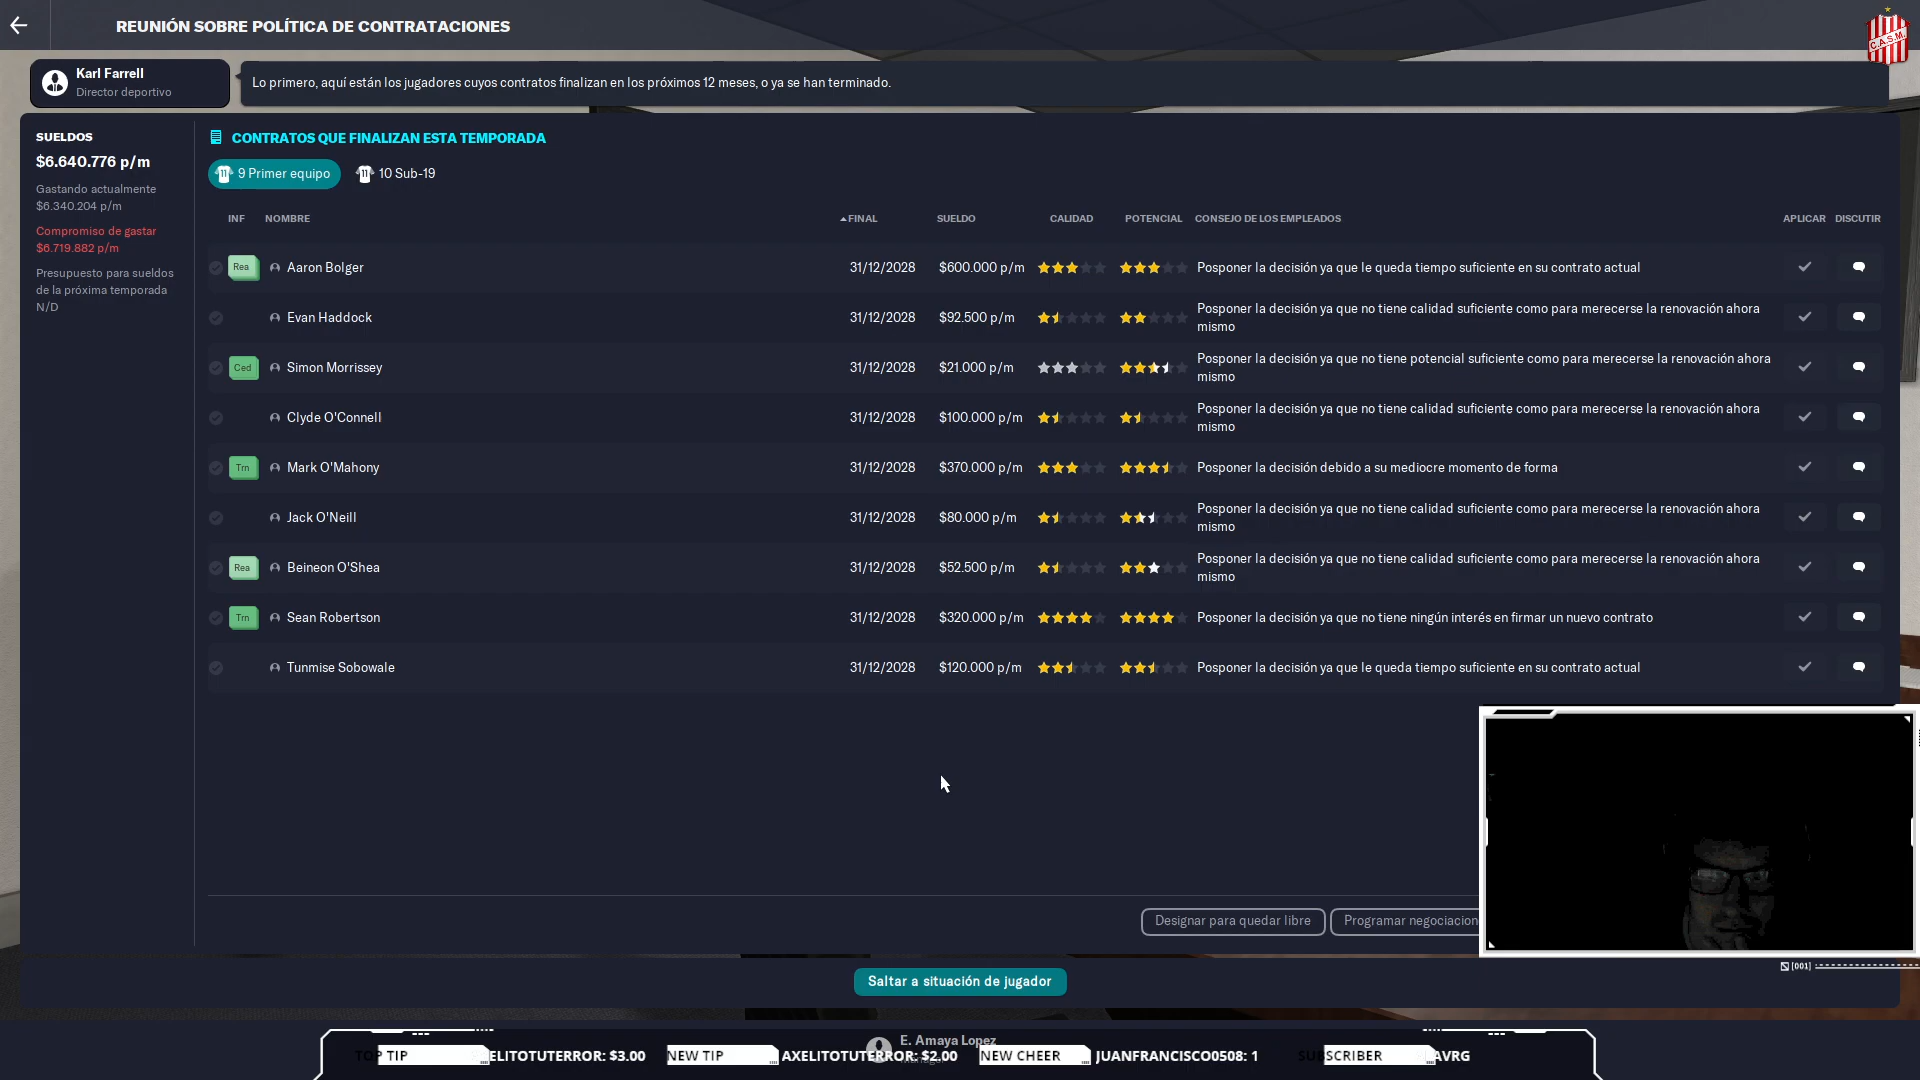 REUNIÓN SOBRE POLÍTICA DE CONTRATACIONES
C.A.S.M.
Karl Farrell
Director deportivo
Lo primero, aquí están los jugadores cuyos contratos finalizan en los próximos 12 meses, o ya se han terminado.
SUELDOS
$6.640.776 p/m
Gastando actualmente
$6.340.204 p/m
Compromiso de gastar
$6.719.882 p/m
Presupuesto para sueldos
de la próxima temporada
N/D
CONTRATOS QUE FINALIZAN ESTA TEMPORADA
9 Primer equipo
10 Sub-19
INF NOMBRE FINAL SUELDO CALIDAD POTENCIAL CONSEJO DE LOS EMPLEADOS APLICAR DISCUTIR
Rea Aaron Bolger 31/12/2028 $600.000 p/m Posponer la decisión ya que le queda tiempo suficiente en su contrato actual
Evan Haddock 31/12/2028 $92.500 p/m Posponer la decisión ya que no tiene calidad suficiente como para merecerse la renovación ahora
mismo
Ced Simon Morrissey 31/12/2028 $21.000 p/m Posponer la decisión ya que no tiene potencial suficiente como para merecerse la renovación ahora
mismo
Clyde O'Connell 31/12/2028 $100.000 p/m Posponer la decisión ya que no tiene calidad suficiente como para merecerse la renovación ahora
mismo
Trn Mark O'Mahony 31/12/2028 $370.000 p/m Posponer la decisión debido a su mediocre momento de forma
Jack O'Neill 31/12/2028 $80.000 p/m Posponer la decisión ya que no tiene calidad suficiente como para merecerse la renovación ahora
mismo
Rea Beineon O'Shea 31/12/2028 $52.500 p/m Posponer la decisión ya que no tiene calidad suficiente como para merecerse la renovación ahora
mismo
Trn Sean Robertson 31/12/2028 $320.000 p/m Posponer la decisión ya que no tiene ningún interés en firmar un nuevo contrato
Tunmise Sobowale 31/12/2028 $120.000 p/m Posponer la decisión ya que le queda tiempo suficiente en su contrato actual
Designar para quedar libre
Programar negociacion
[001]
Saltar a situación de jugador
E. Amaya Lopez
TOP TIP ELITOTUTERROR: $3.00 NEW TIP AXELITOTUTERROR: $2.00 NEW CHEER JUANFRANCISCO0508: 1 SUBSCRIBER AVRG